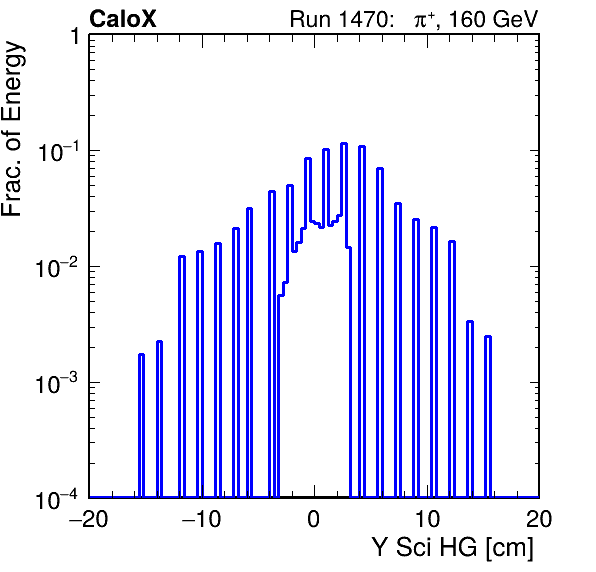 CaloX Run 1470: π⁺, 160 GeV
Frac. of Energy
1
10⁻¹
10⁻²
10⁻³
10⁻⁴
−20 −10 0 10 20
Y Sci HG [cm]